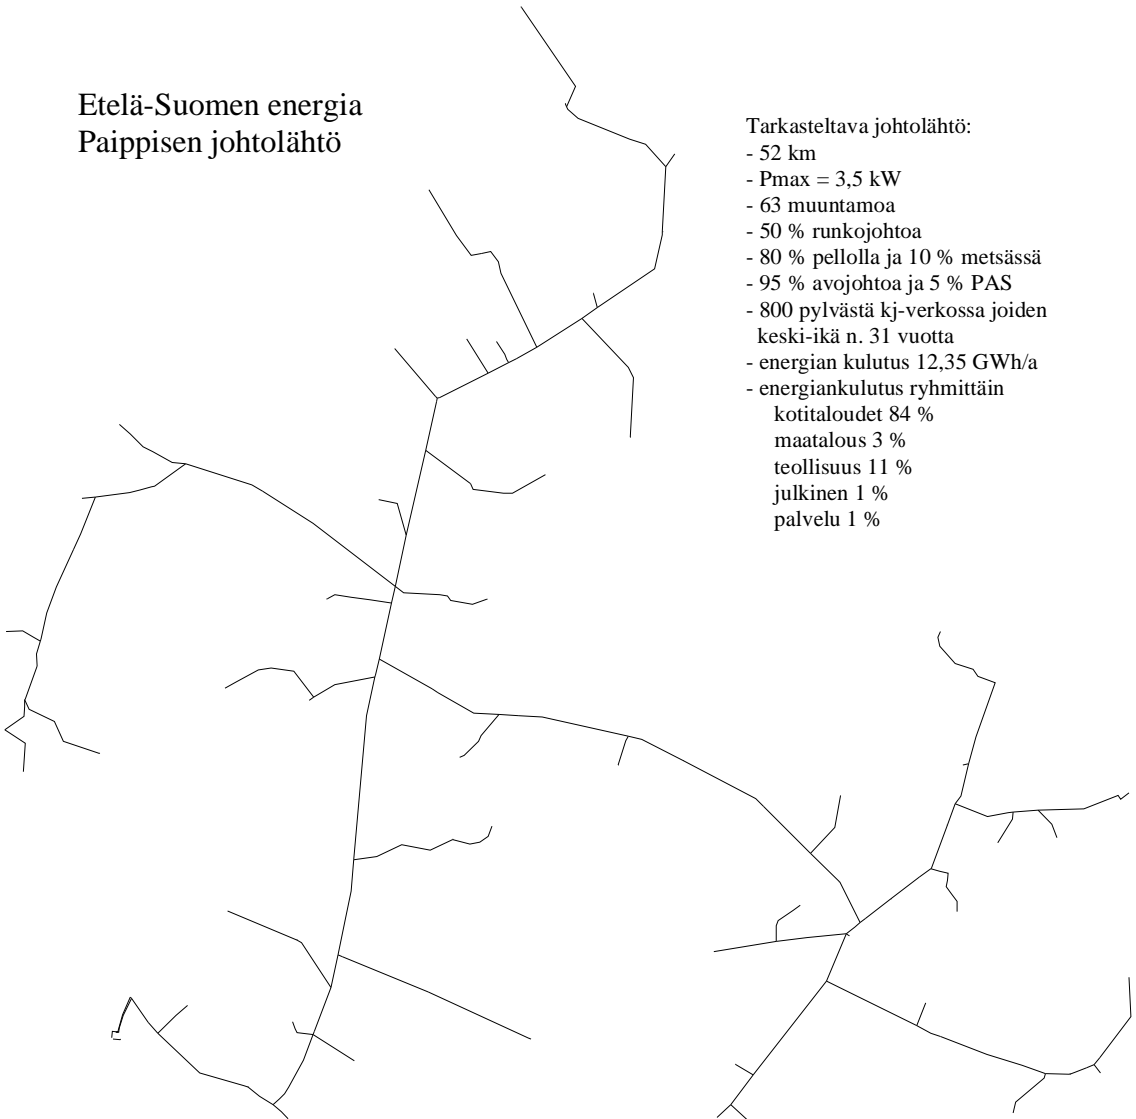 Etelä-Suomen energia
Paippisen johtolähtö
Tarkasteltava johtolähtö:
- 52 km
- Pmax = 3,5 kW
- 63 muuntamoa
- 50 % runkojohtoa
- 80 % pellolla ja 10 % metsässä
- 95 % avojohtoa ja 5 % PAS
- 800 pylvästä kj-verkossa joiden
keski-ikä n. 31 vuotta
- energian kulutus 12,35 GWh/a
- energiankulutus ryhmittäin
kotitaloudet 84 %
maatalous 3 %
teollisuus 11 %
julkinen 1 %
palvelu 1 %